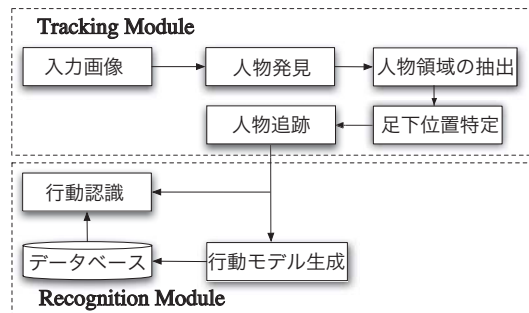 Tracking Module
入力画像
人物発見
人物領域の抽出
足下位置特定
人物追跡
行動認識
行動モデル生成
データベース
Recognition Module